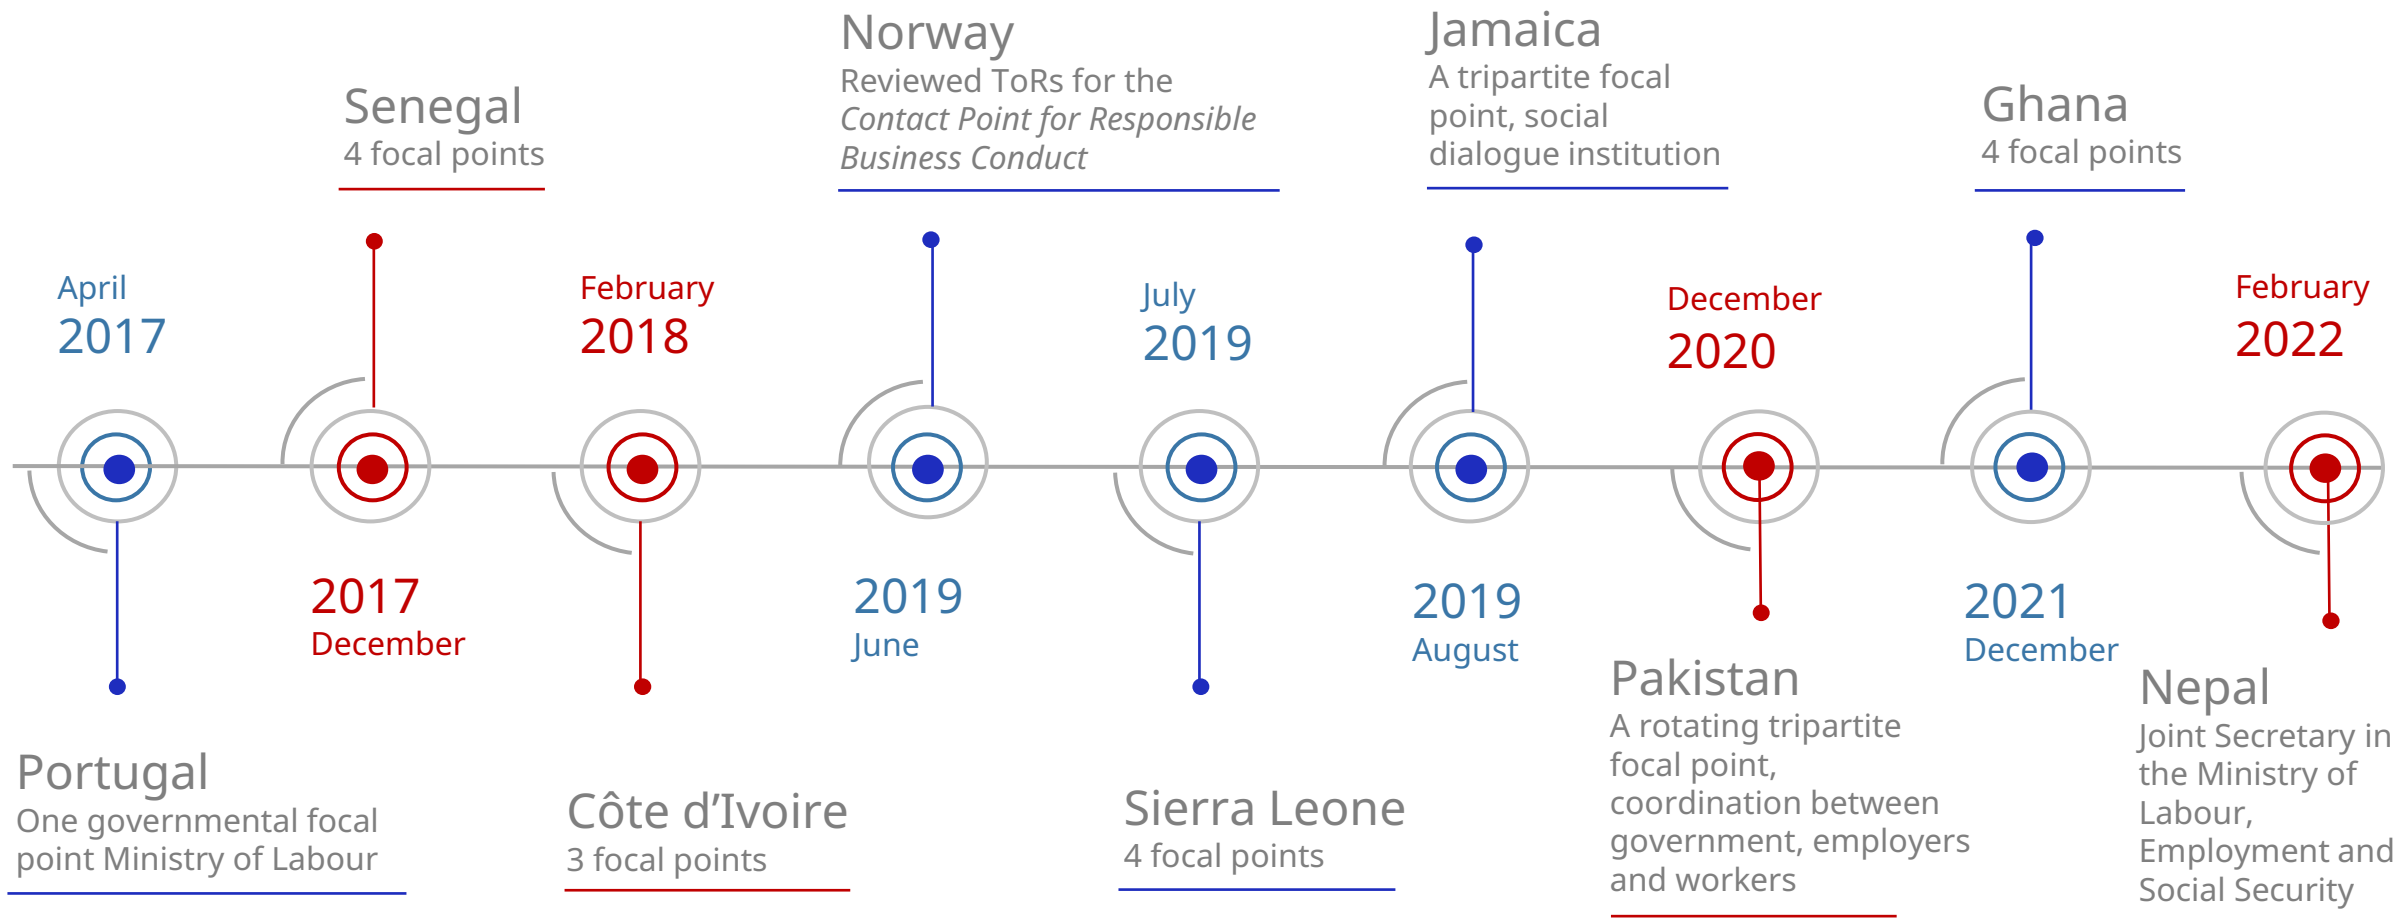 April
2017
Portugal
One governmental focal
point Ministry of Labour
Senegal
4 focal points
2017
December
February
2018
Côte d’Ivoire
3 focal points
Norway
Reviewed ToRs for the
Contact Point for Responsible
Business Conduct
2019
June
July
2019
Sierra Leone
4 focal points
Jamaica
A tripartite focal
point, social
dialogue institution
2019
August
December
2020
Pakistan
A rotating tripartite
focal point,
coordination between
government, employers
and workers
Ghana
4 focal points
2021
December
February
2022
Nepal
Joint Secretary in
the Ministry of
Labour,
Employment and
Social Security